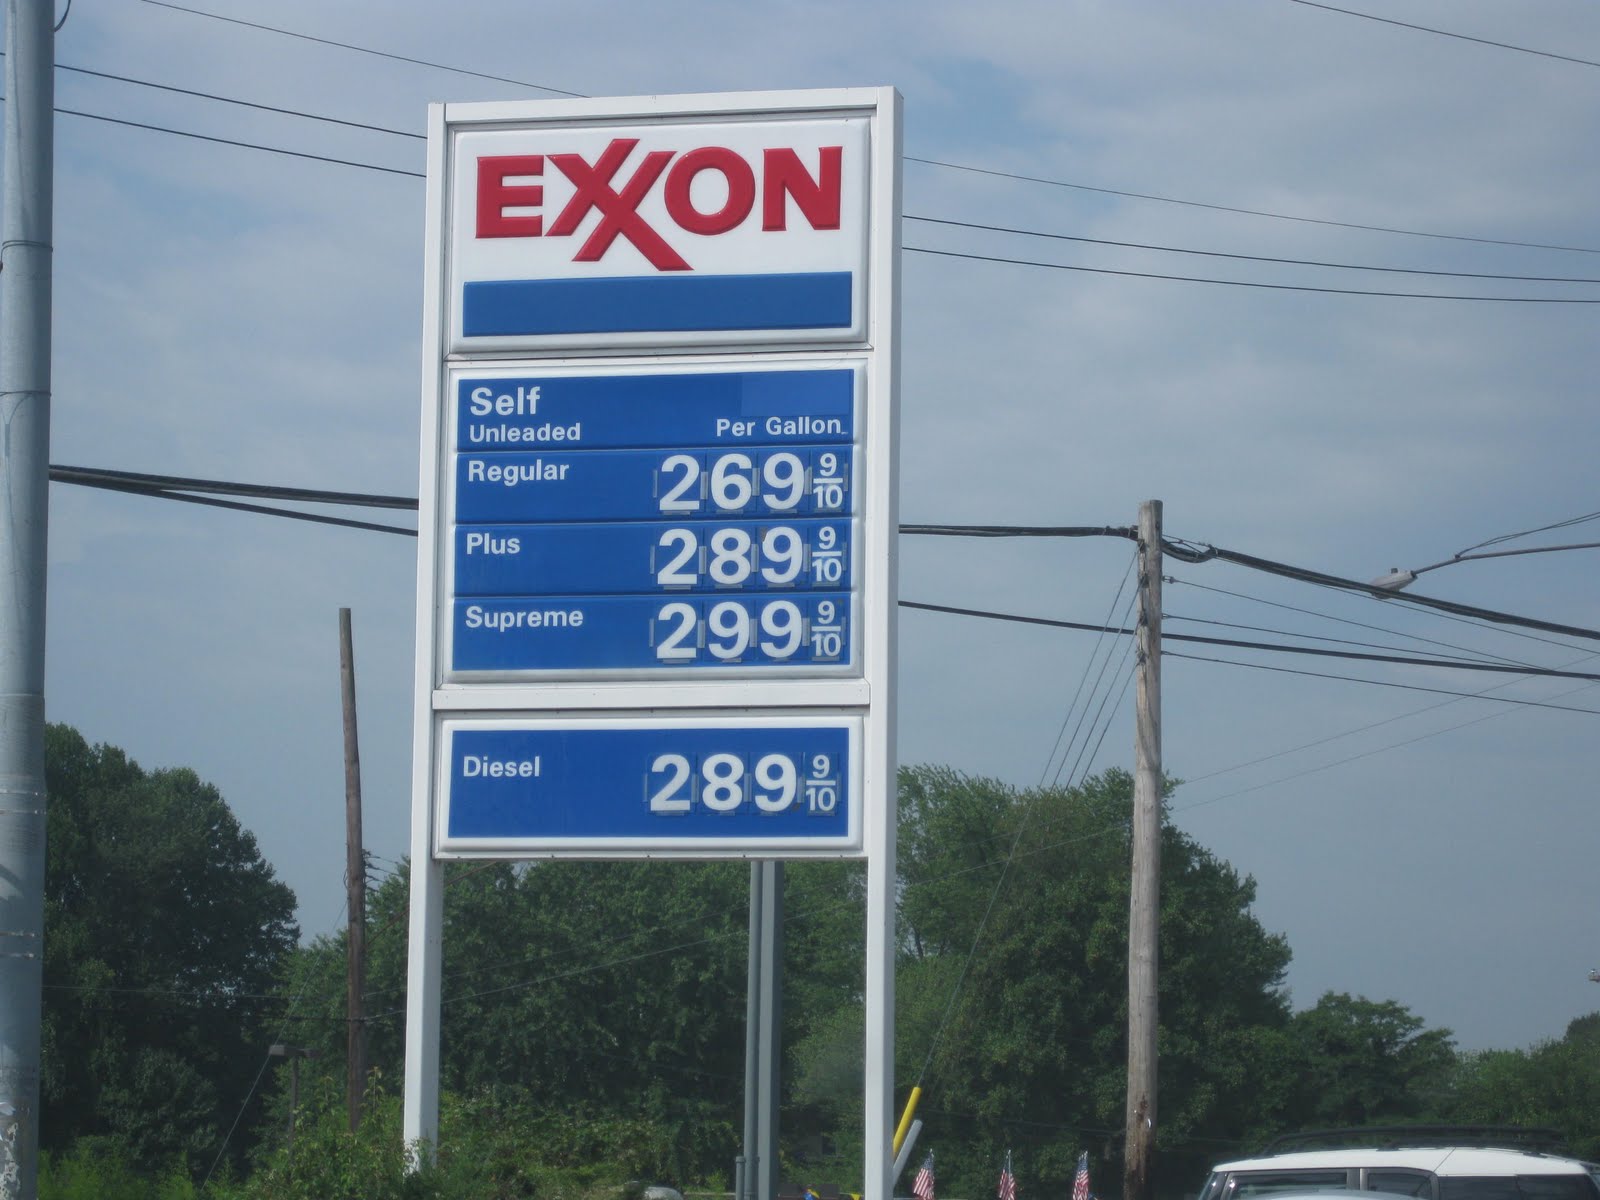 EXXON
Self
Unleaded Per Gallon
Regular 269 9/10
Plus 289 9/10
Supreme 299 9/10
Diesel 289 9/10